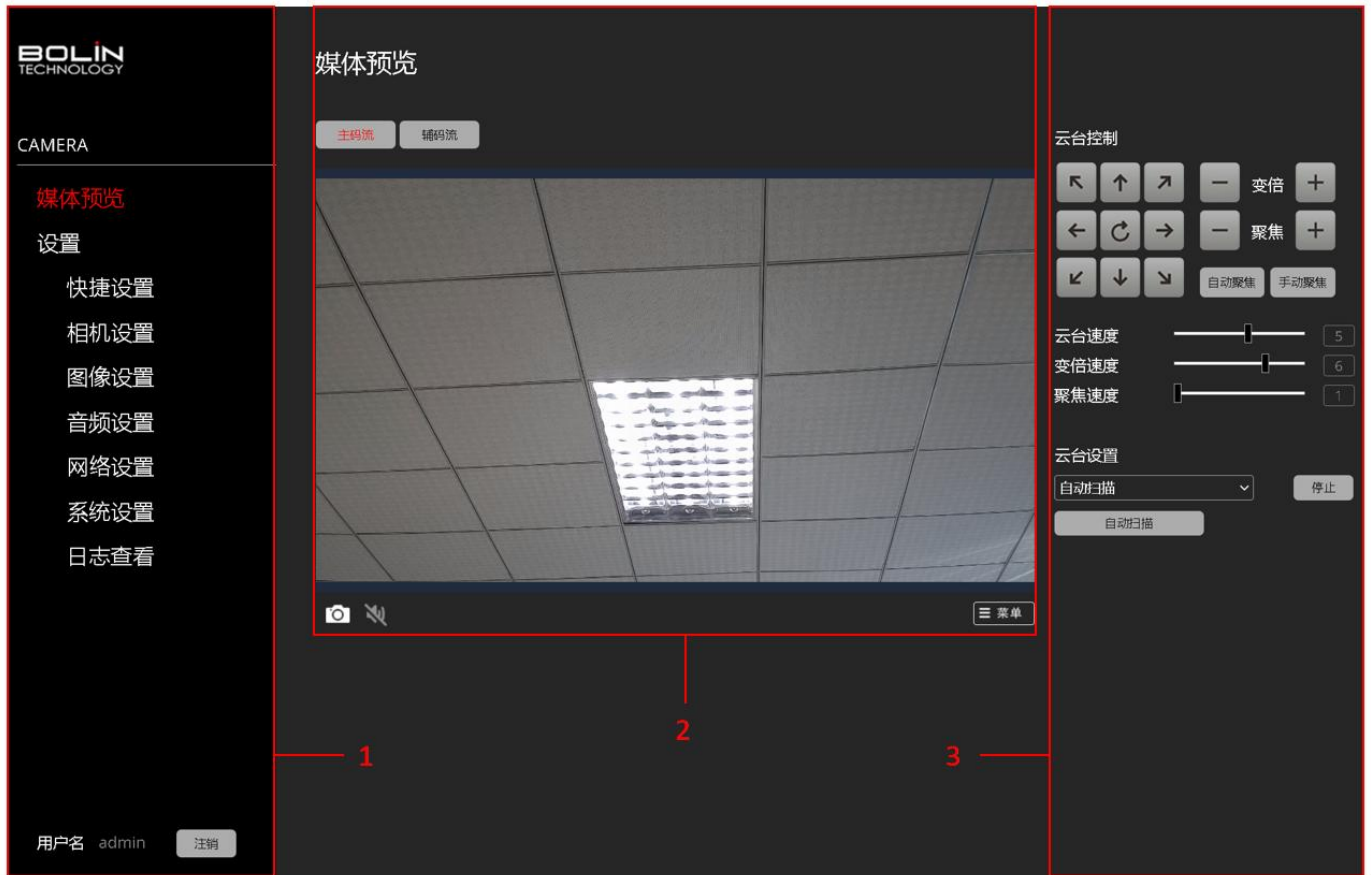 BOLIN
TECHNOLOGY
CAMERA
媒体预览
设置
快捷设置
相机设置
图像设置
音频设置
网络设置
系统设置
日志查看
用户名 admin 注销
1
媒体预览
主码流 辅码流
菜单
2
云台控制
变倍
聚焦
自动聚焦 手动聚焦
云台速度 5
变倍速度 6
聚焦速度 1
云台设置
自动扫描 停止
自动扫描
3